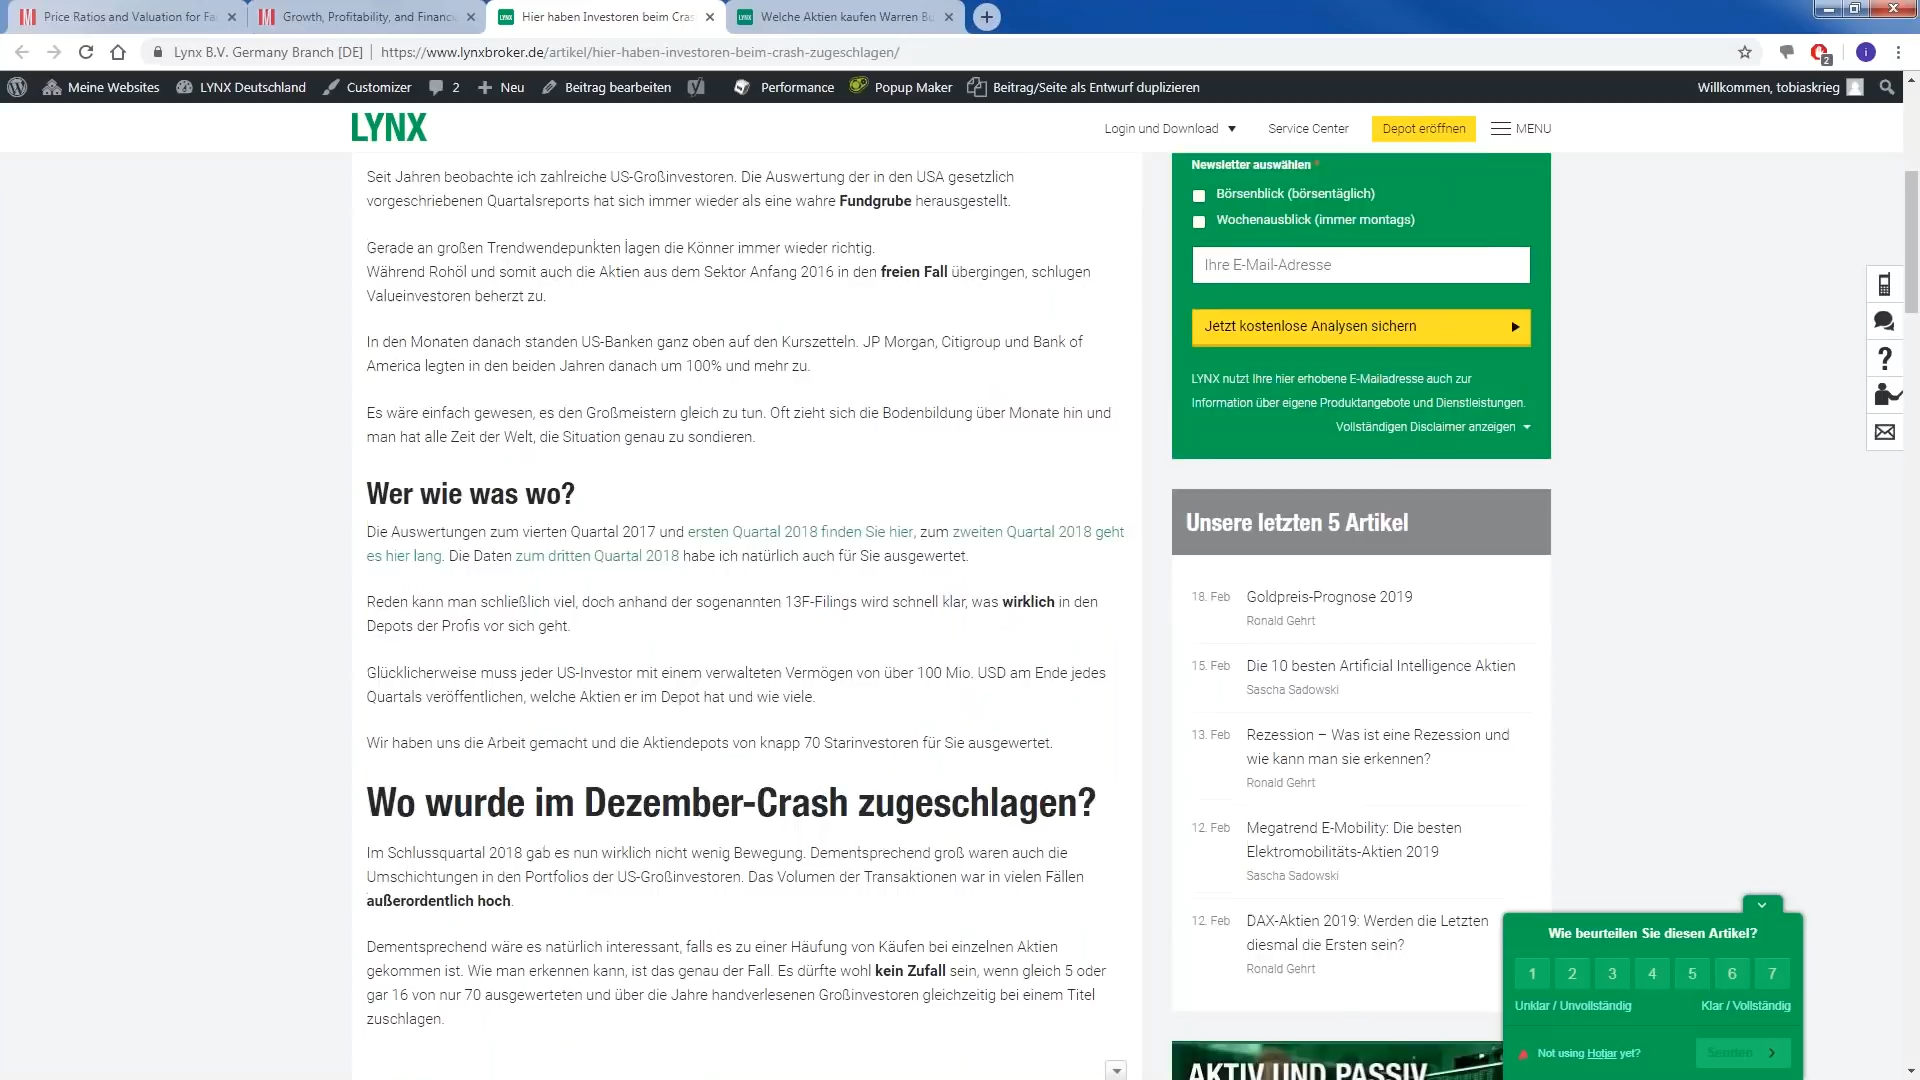 Price Ratios and Valuation for Fa
Growth, Profitability, and Financi
Hier haben Investoren beim Cras
Welche Aktien kaufen Warren Bu
Lynx B.V. Germany Branch [DE] | https://www.lynxbroker.de/artikel/hier-haben-investoren-beim-crash-zugeschlagen/
2
i
Meine Websites
LYNX Deutschland
Customizer
2
Neu
Beitrag bearbeiten
Performance
Popup Maker
Beitrag/Seite als Entwurf duplizieren
Willkommen, tobiaskrieg
LYNX
Login und Download
Service Center
Depot eröffnen
MENU
Seit Jahren beobachte ich zahlreiche US-Großinvestoren. Die Auswertung der in den USA gesetzlich
vorgeschriebenen Quartalsreports hat sich immer wieder als eine wahre Fundgrube herausgestellt.
Gerade an großen Trendwendepunkten lagen die Könner immer wieder richtig.
Während Rohöl und somit auch die Aktien aus dem Sektor Anfang 2016 in den freien Fall übergingen, schlugen
Valueinvestoren beherzt zu.
In den Monaten danach standen US-Banken ganz oben auf den Kurszetteln. JP Morgan, Citigroup und Bank of
America legten in den beiden Jahren danach um 100% und mehr zu.
Es wäre einfach gewesen, es den Großmeistern gleich zu tun. Oft zieht sich die Bodenbildung über Monate hin und
man hat alle Zeit der Welt, die Situation genau zu sondieren.
Wer wie was wo?
Die Auswertungen zum vierten Quartal 2017 und ersten Quartal 2018 finden Sie hier, zum zweiten Quartal 2018 geht
es hier lang. Die Daten zum dritten Quartal 2018 habe ich natürlich auch für Sie ausgewertet.
Reden kann man schließlich viel, doch anhand der sogenannten 13F-Filings wird schnell klar, was wirklich in den
Depots der Profis vor sich geht.
Glücklicherweise muss jeder US-Investor mit einem verwalteten Vermögen von über 100 Mio. USD am Ende jedes
Quartals veröffentlichen, welche Aktien er im Depot hat und wie viele.
Wir haben uns die Arbeit gemacht und die Aktiendepots von knapp 70 Starinvestoren für Sie ausgewertet.
Wo wurde im Dezember-Crash zugeschlagen?
Im Schlussquartal 2018 gab es nun wirklich nicht wenig Bewegung. Dementsprechend groß waren auch die
Umschichtungen in den Portfolios der US-Großinvestoren. Das Volumen der Transaktionen war in vielen Fällen
außerordentlich hoch.
Dementsprechend wäre es natürlich interessant, falls es zu einer Häufung von Käufen bei einzelnen Aktien
gekommen ist. Wie man erkennen kann, ist das genau der Fall. Es dürfte wohl kein Zufall sein, wenn gleich 5 oder
gar 16 von nur 70 ausgewerteten und über die Jahre handverlesenen Großinvestoren gleichzeitig bei einem Titel
zuschlagen.
Newsletter auswählen *
Börsenblick (börsentäglich)
Wochenausblick (immer montags)
Ihre E-Mail-Adresse
Jetzt kostenlose Analysen sichern
LYNX nutzt Ihre hier erhobene E-Mailadresse auch zur
Information über eigene Produktangebote und Dienstleistungen.
Vollständigen Disclaimer anzeigen
Unsere letzten 5 Artikel
18. Feb Goldpreis-Prognose 2019
Ronald Gehrt
15. Feb Die 10 besten Artificial Intelligence Aktien
Sascha Sadowski
13. Feb Rezession – Was ist eine Rezession und
wie kann man sie erkennen?
Ronald Gehrt
12. Feb Megatrend E-Mobility: Die besten
Elektromobilitäts-Aktien 2019
Sascha Sadowski
12. Feb DAX-Aktien 2019: Werden die Letzten
diesmal die Ersten sein?
Ronald Gehrt
AKTIV UND PASSIV
Wie beurteilen Sie diesen Artikel?
1 2 3 4 5 6 7
Unklar / Unvollständig
Klar / Vollständig
Not using Hotjar yet?
Senden